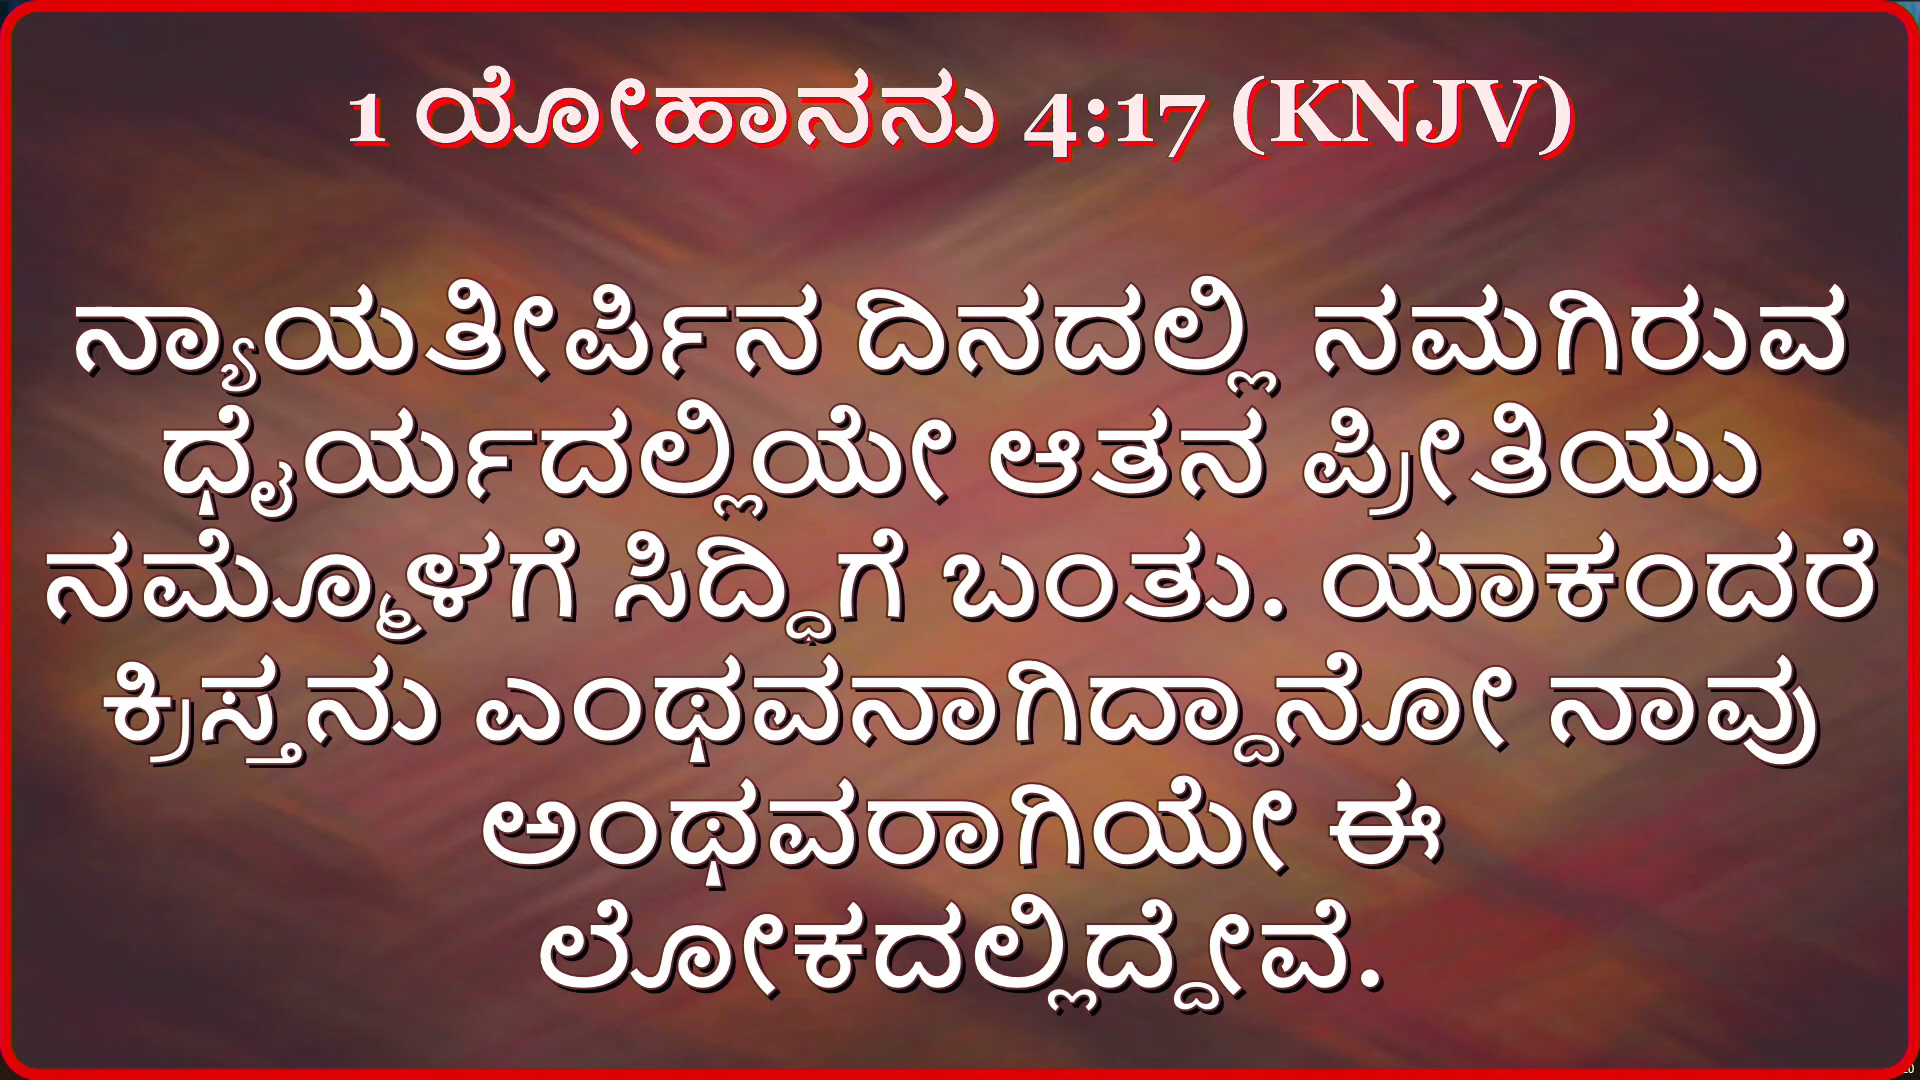 1 ಯೋಹಾನನು 4:17 (KNJV)
ನ್ಯಾಯತೀರ್ಪಿನ ದಿನದಲ್ಲಿ ನಮಗಿರುವ
ಧೈರ್ಯದಲ್ಲಿಯೇ ಆತನ ಪ್ರೀತಿಯು
ನಮ್ಮೊಳಗೆ ಸಿದ್ಧಿಗೆ ಬಂತು. ಯಾಕಂದರೆ
ಕ್ರಿಸ್ತನು ಎಂಥವನಾಗಿದ್ದಾನೋ ನಾವು
ಅಂಥವರಾಗಿಯೇ ಈ
ಲೋಕದಲ್ಲಿದ್ದೇವೆ.